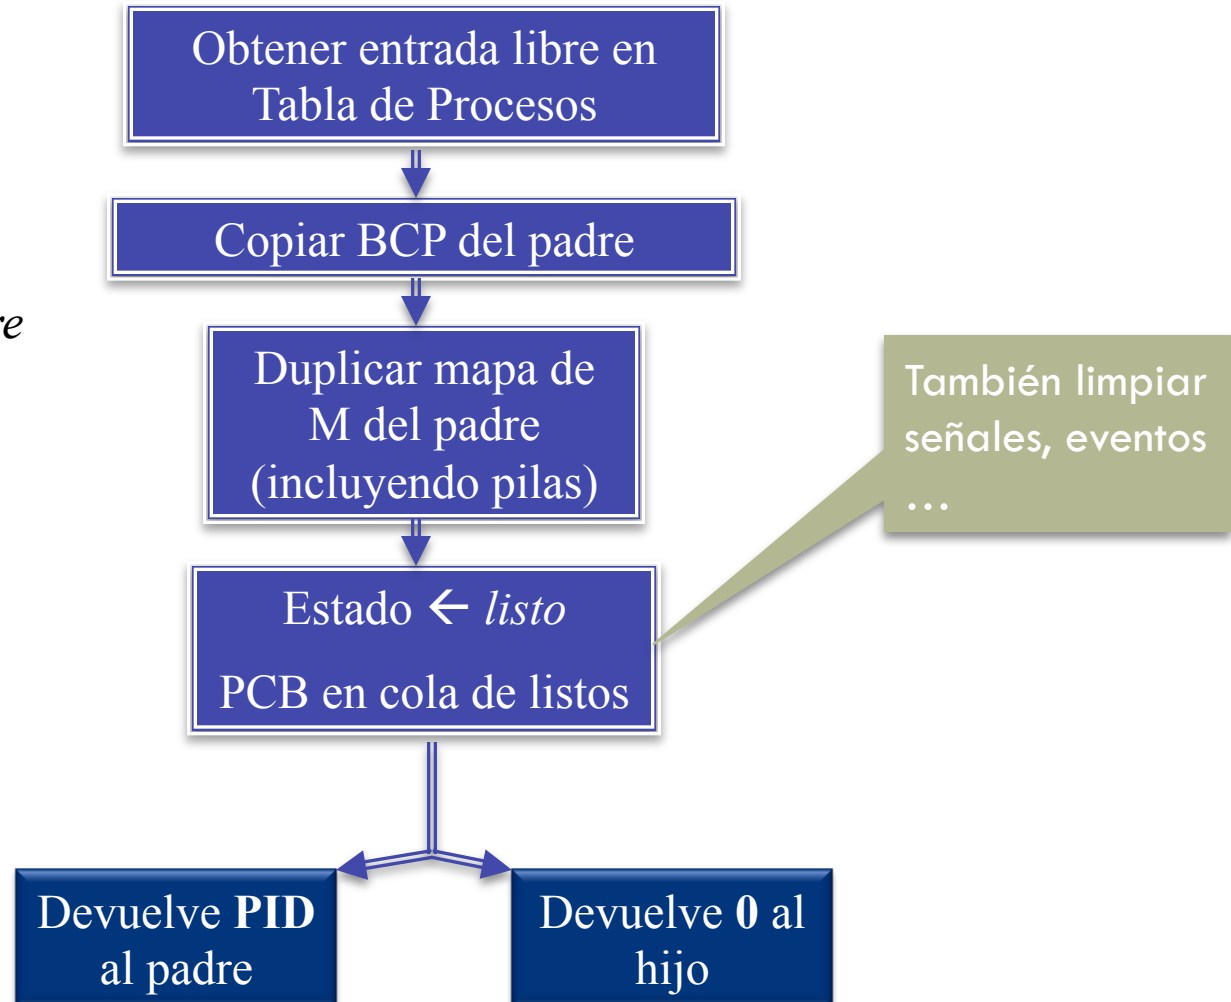 Obtener entrada libre en
Tabla de Procesos
Copiar BCP del padre
Duplicar mapa de
M del padre
(incluyendo pilas)
También limpiar
señales, eventos
…
Estado ← listo
PCB en cola de listos
Devuelve PID
al padre
Devuelve 0 al
hijo